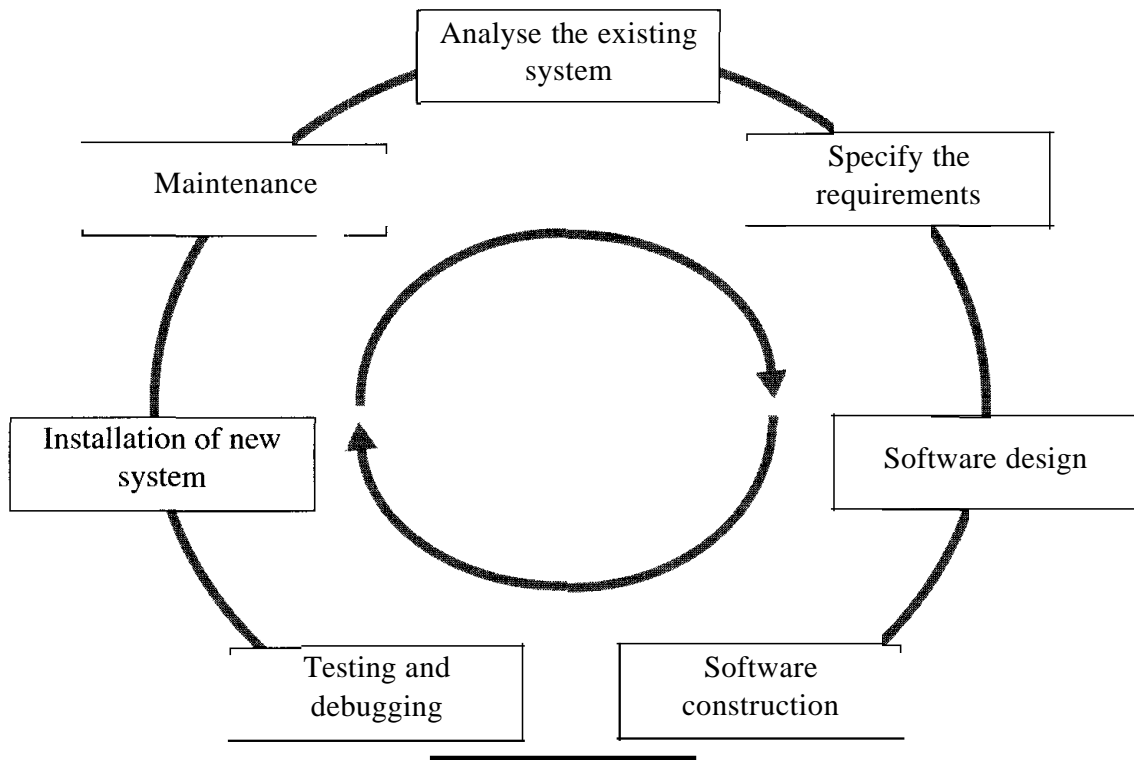 Analyse the existing
system
Specify the
requirements
Software design
Software
construction
Testing and
debugging
Installation of new
system
Maintenance